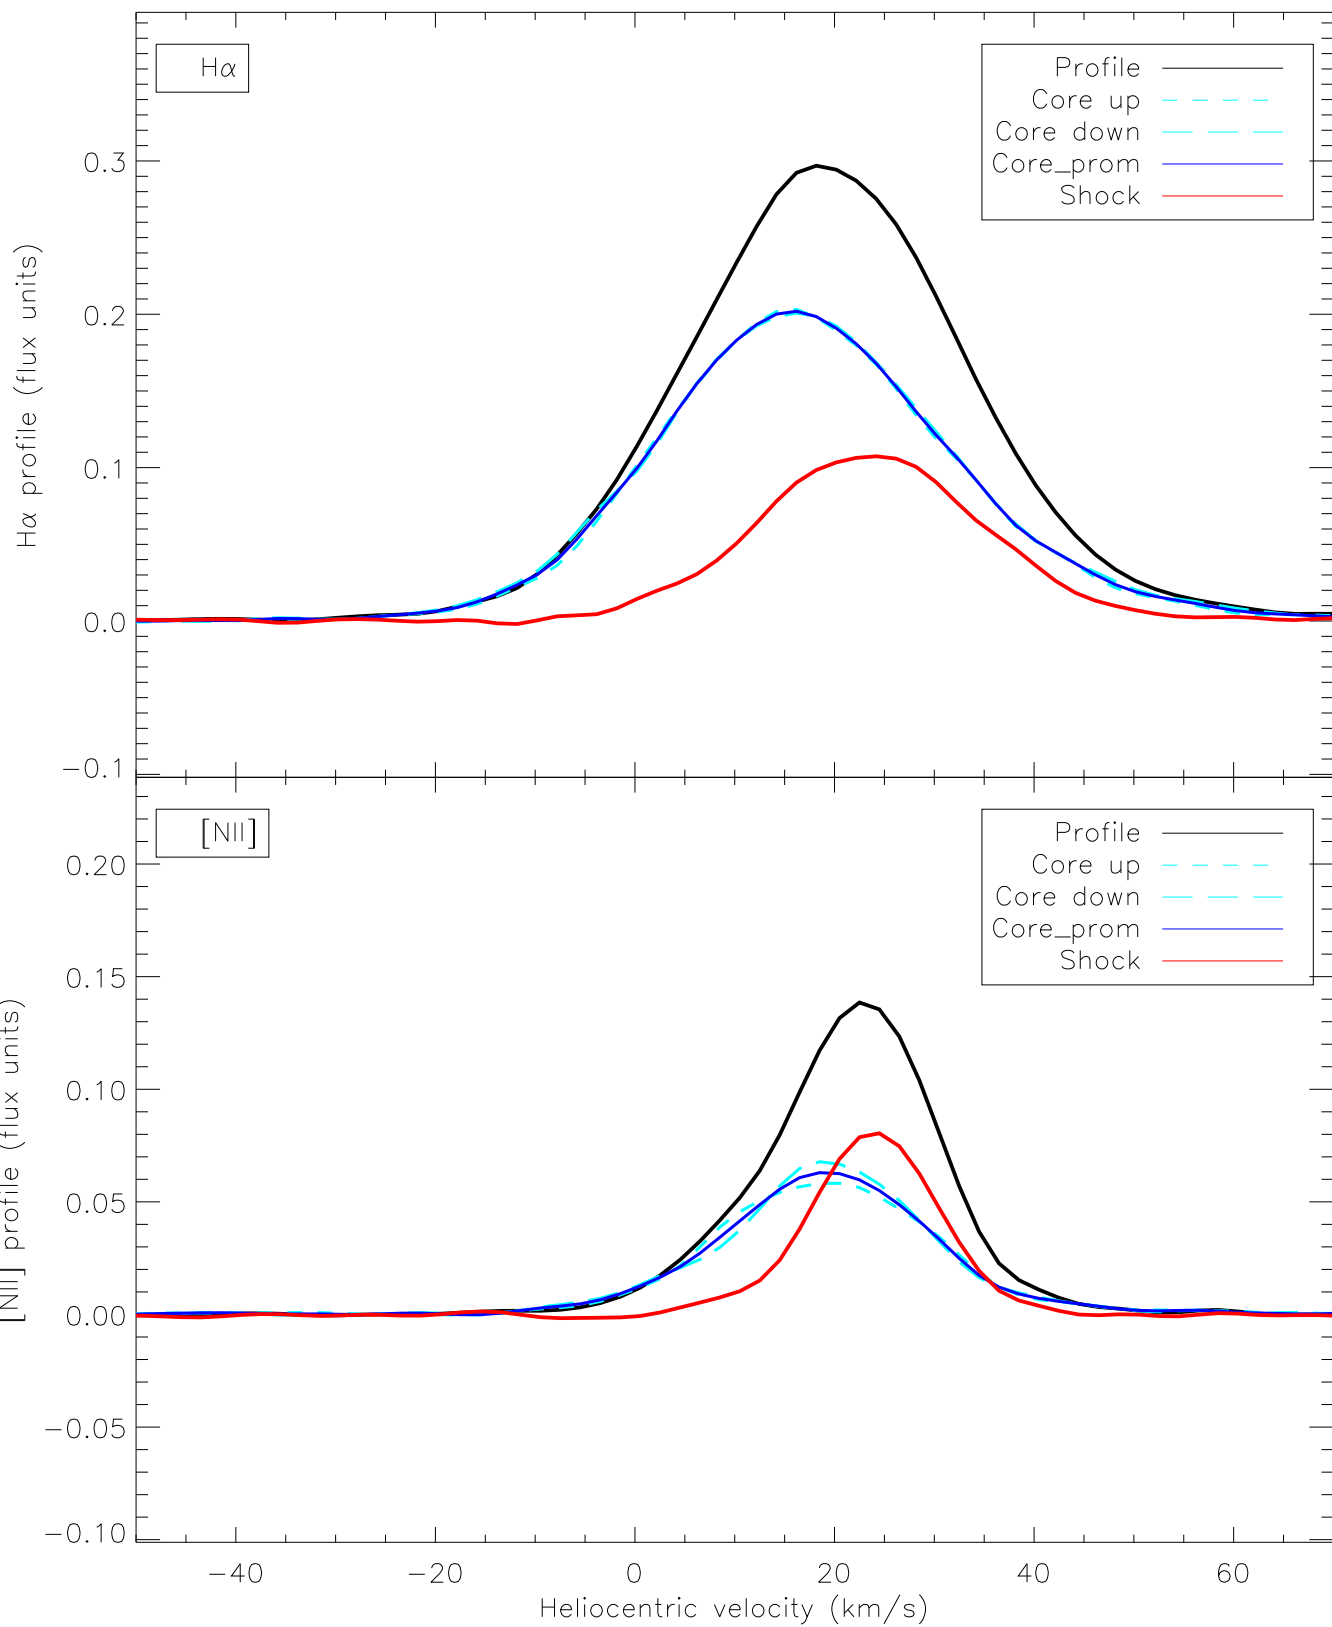 Hα
Profile
Core up
Core down
Core_prom
Shock
0.3
0.2
0.1
0.0
−0.1
Hα profile (flux units)
[NII]
Profile
Core up
Core down
Core_prom
Shock
0.20
0.15
0.10
0.05
0.00
−0.05
−0.10
[NII] profile (flux units)
−40 −20 0 20 40 60
Heliocentric velocity (km/s)